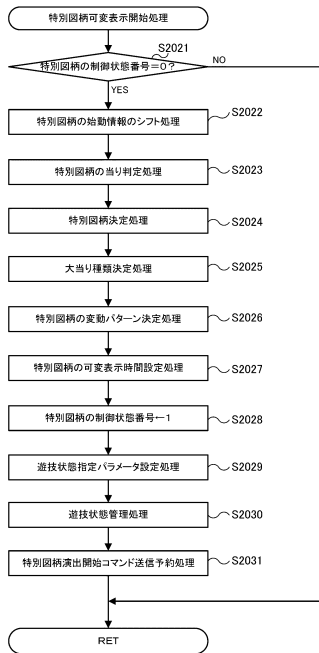 特別図柄可変表示開始処理
S2021
特別図柄の制御状態番号=0?
NO
YES
特別図柄の始動情報のシフト処理
S2022
特別図柄の当り判定処理
S2023
特別図柄決定処理
S2024
大当り種類決定処理
S2025
特別図柄の変動パターン決定処理
S2026
特別図柄の可変表示時間設定処理
S2027
特別図柄の制御状態番号←1
S2028
遊技状態指定パラメータ設定処理
S2029
遊技状態管理処理
S2030
特別図柄演出開始コマンド送信予約処理
S2031
RET